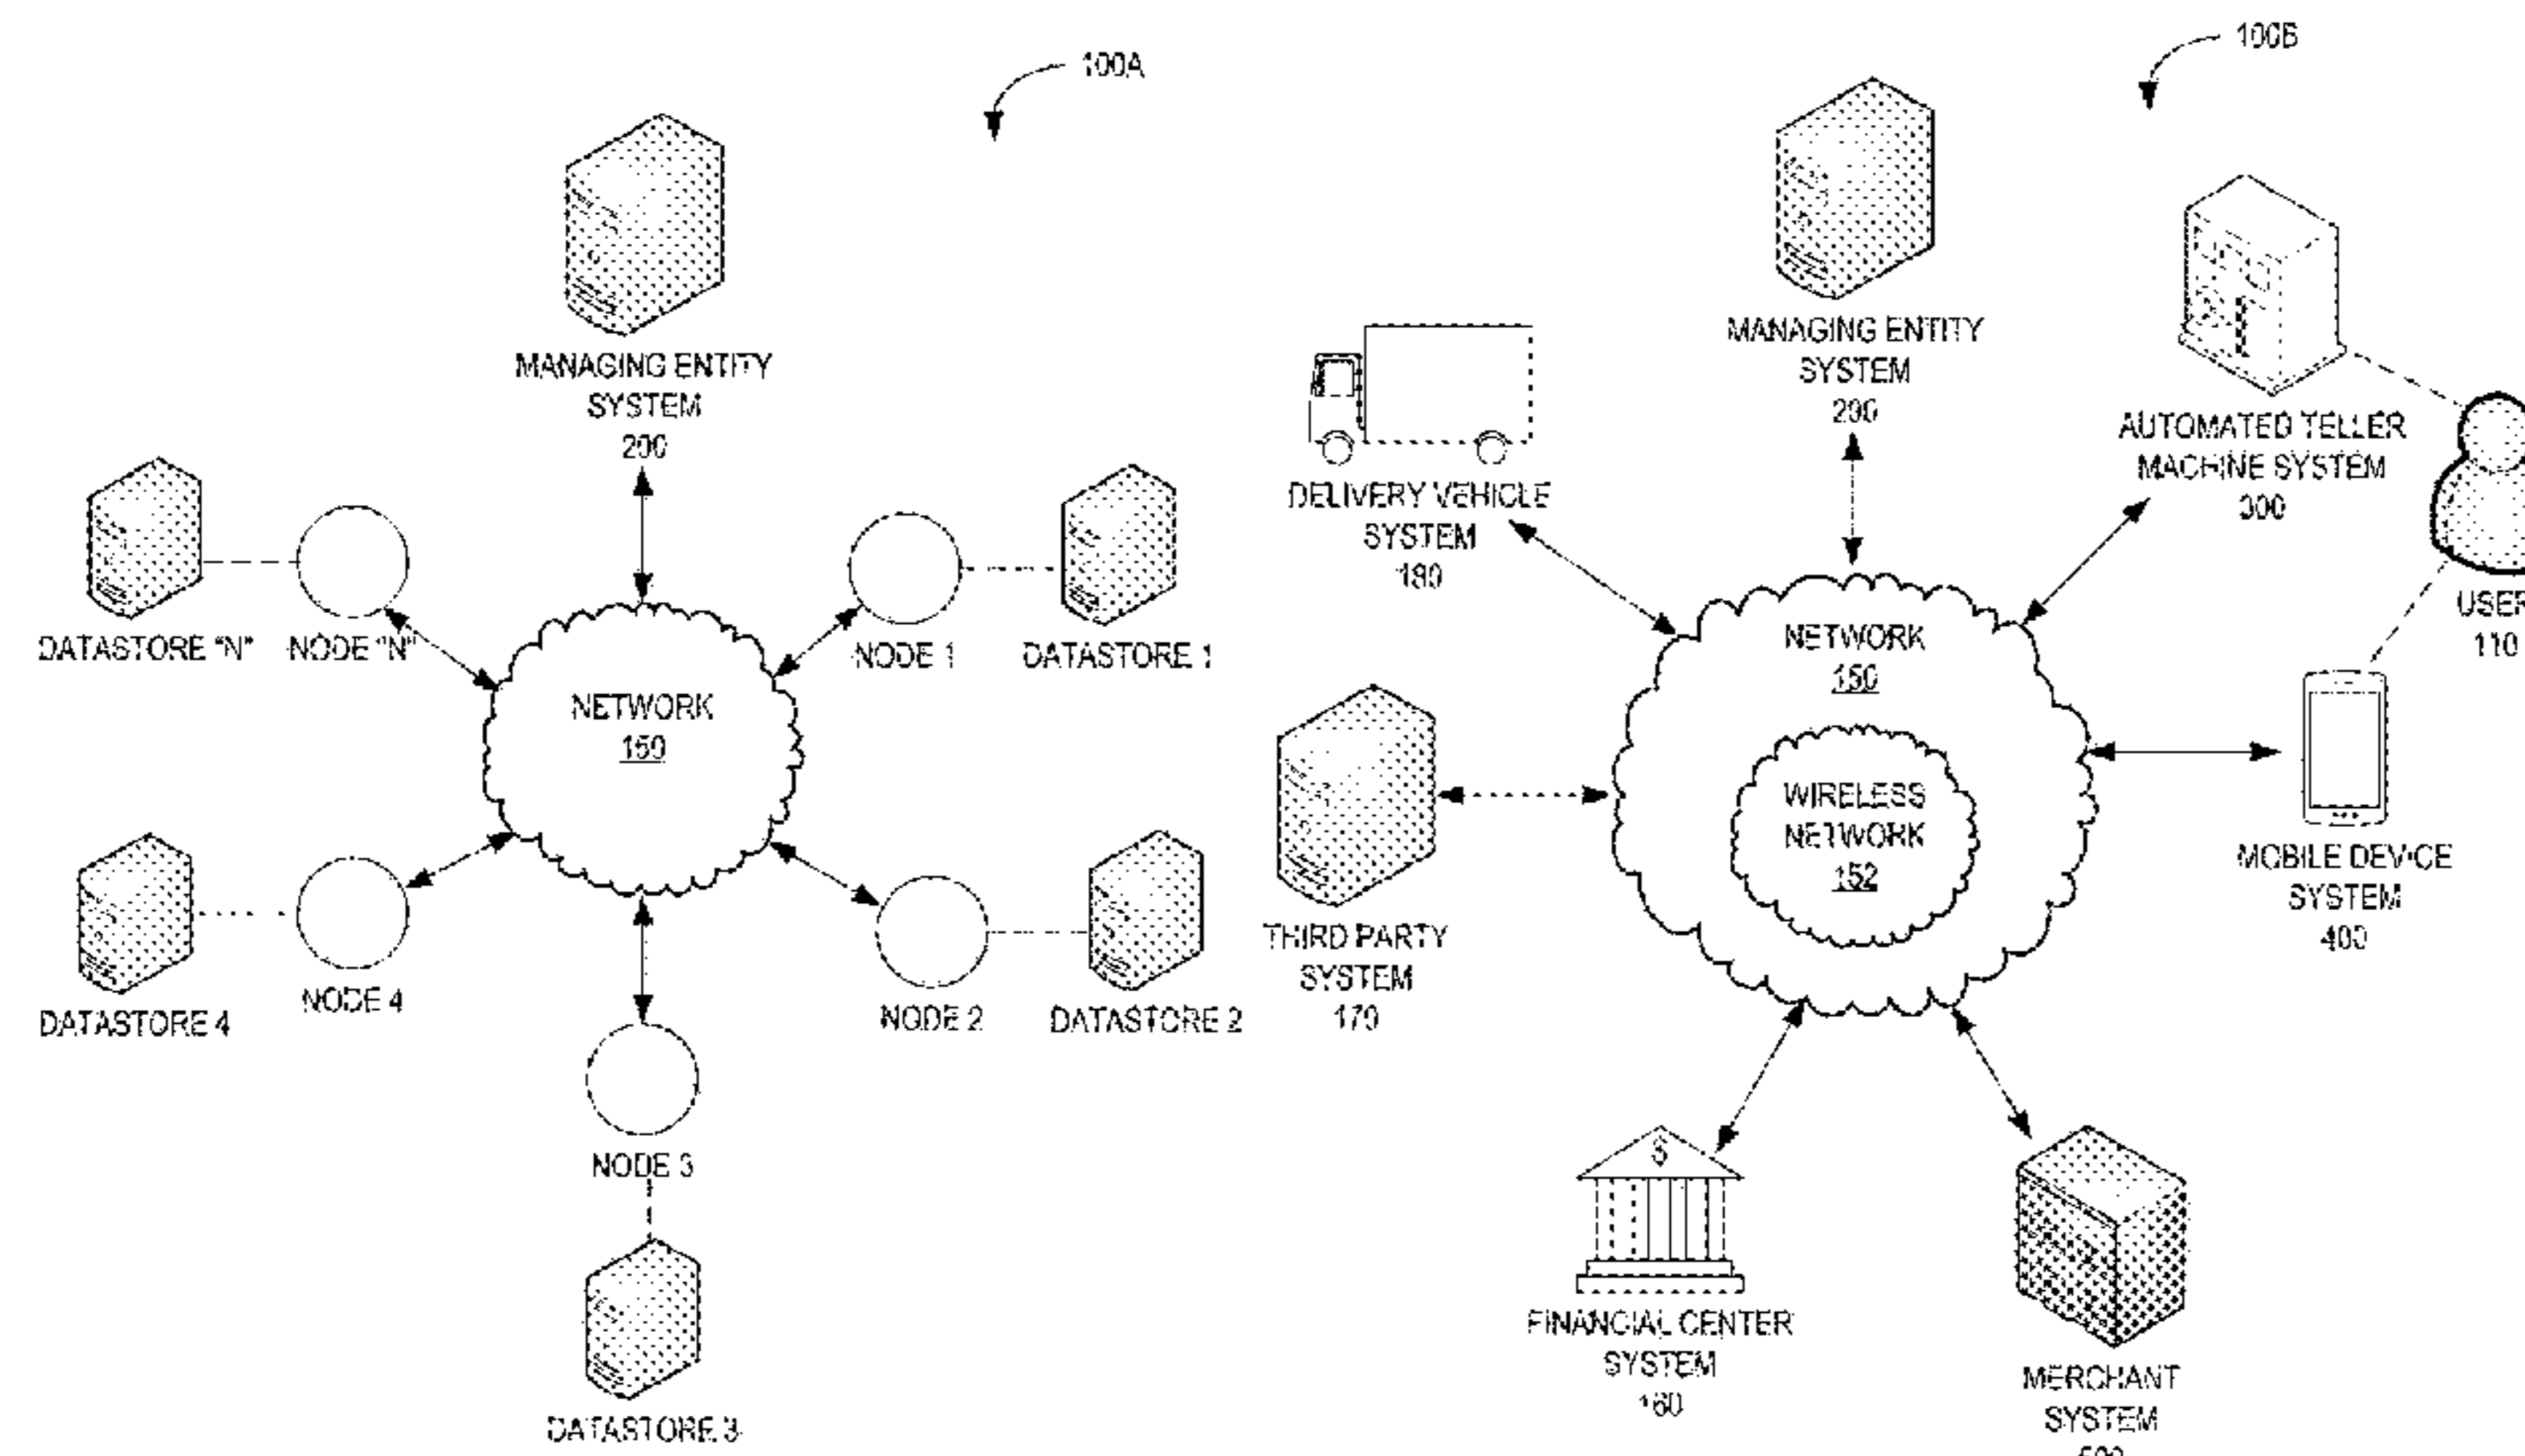 100A
MANAGING ENTITY
SYSTEM
200
DATASTORE "N"
NODE "N"
NODE 1
DATASTORE 1
NETWORK
150
DATASTORE 4
NODE 4
NODE 2
DATASTORE 2
NODE 3
DATASTORE 3
100B
MANAGING ENTITY
SYSTEM
200
DELIVERY VEHICLE
SYSTEM
AUTOMATED TELLER
MACHINE SYSTEM
300
USER
110
NETWORK
150
WIRELESS
NETWORK
152
THIRD PARTY
SYSTEM
170
MOBILE DEVICE
SYSTEM
400
$
FINANCIAL CENTER
SYSTEM
160
MERCHANT
SYSTEM